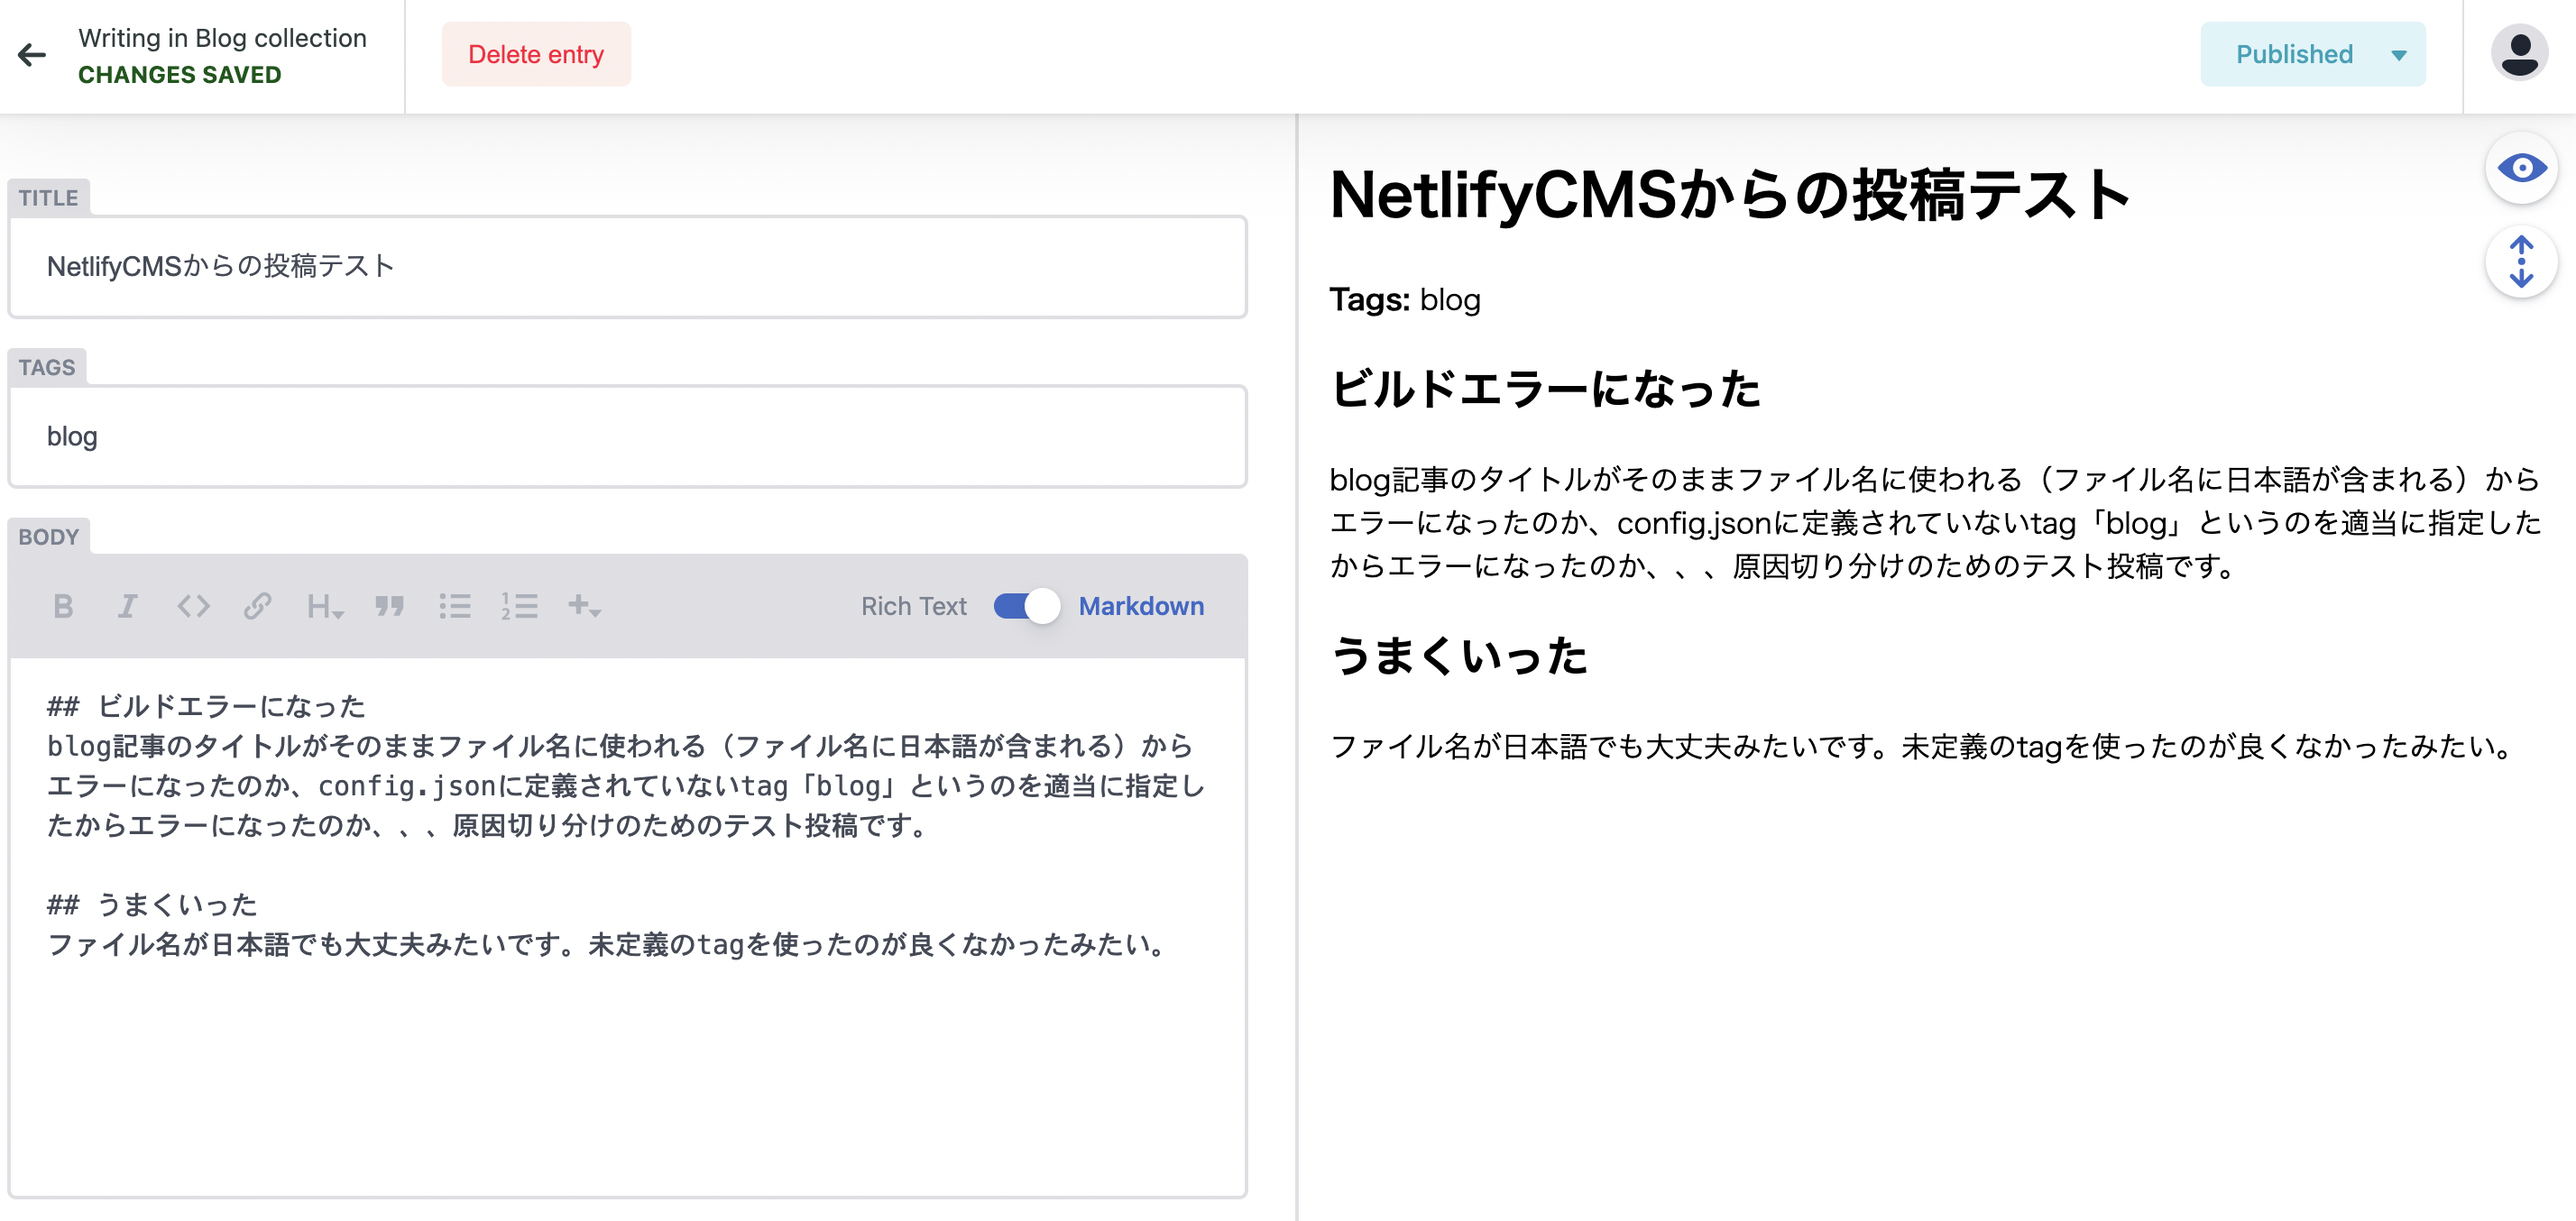 Writing in Blog collection
CHANGES SAVED
Delete entry
Published
TITLE
NetlifyCMSからの投稿テスト
TAGS
blog
BODY
Rich Text
Markdown
## ビルドエラーになった
blog記事のタイトルがそのままファイル名に使われる（ファイル名に日本語が含まれる）から
エラーになったのか、config.jsonに定義されていないtag「blog」というのを適当に指定し
たからエラーになったのか、、、原因切り分けのためのテスト投稿です。
## うまくいった
ファイル名が日本語でも大丈夫みたいです。未定義のtagを使ったのが良くなかったみたい。
NetlifyCMSからの投稿テスト
Tags: blog
ビルドエラーになった
blog記事のタイトルがそのままファイル名に使われる（ファイル名に日本語が含まれる）から
エラーになったのか、config.jsonに定義されていないtag「blog」というのを適当に指定した
からエラーになったのか、、、原因切り分けのためのテスト投稿です。
うまくいった
ファイル名が日本語でも大丈夫みたいです。未定義のtagを使ったのが良くなかったみたい。